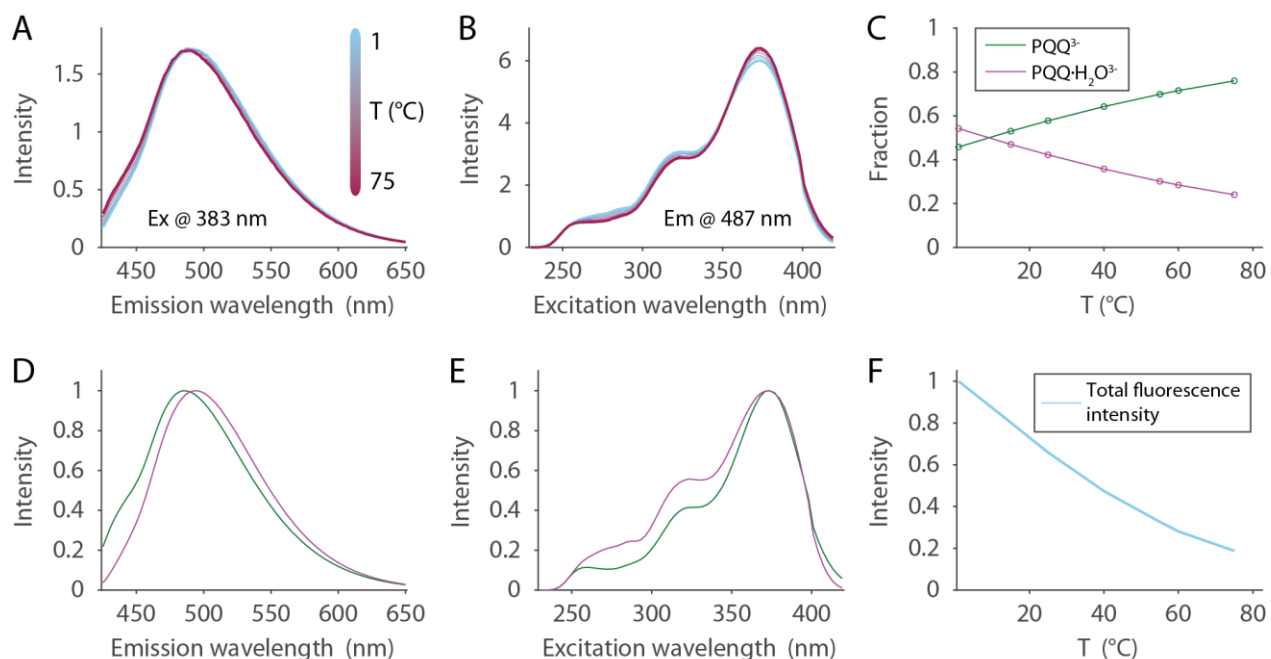 A
Intensity
1.5
1
0.5
0
450 500 550 600 650
Emission wavelength (nm)
Ex @ 383 nm
1
T (°C)
75
B
Intensity
6
4
2
0
250 300 350 400
Excitation wavelength (nm)
Em @ 487 nm
C
Fraction
1
0.8
0.6
0.4
0.2
0
20 40 60 80
T (°C)
PQQ³⁻
PQQ·H₂O³⁻
D
Intensity
1
0.8
0.6
0.4
0.2
0
450 500 550 600 650
Emission wavelength (nm)
E
Intensity
1
0.8
0.6
0.4
0.2
0
250 300 350 400
Excitation wavelength (nm)
F
Intensity
1
0.8
0.6
0.4
0.2
0
20 40 60 80
T (°C)
Total fluorescence
intensity